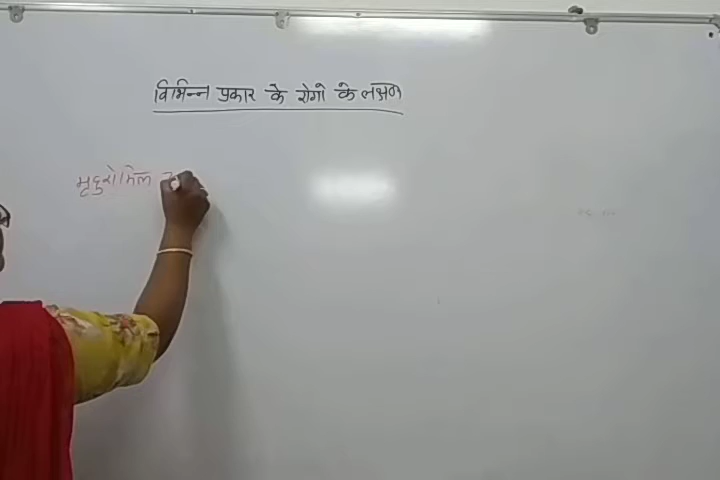 विभिन्न प्रकार के रोगो के लक्षण
मृदुरोमिल